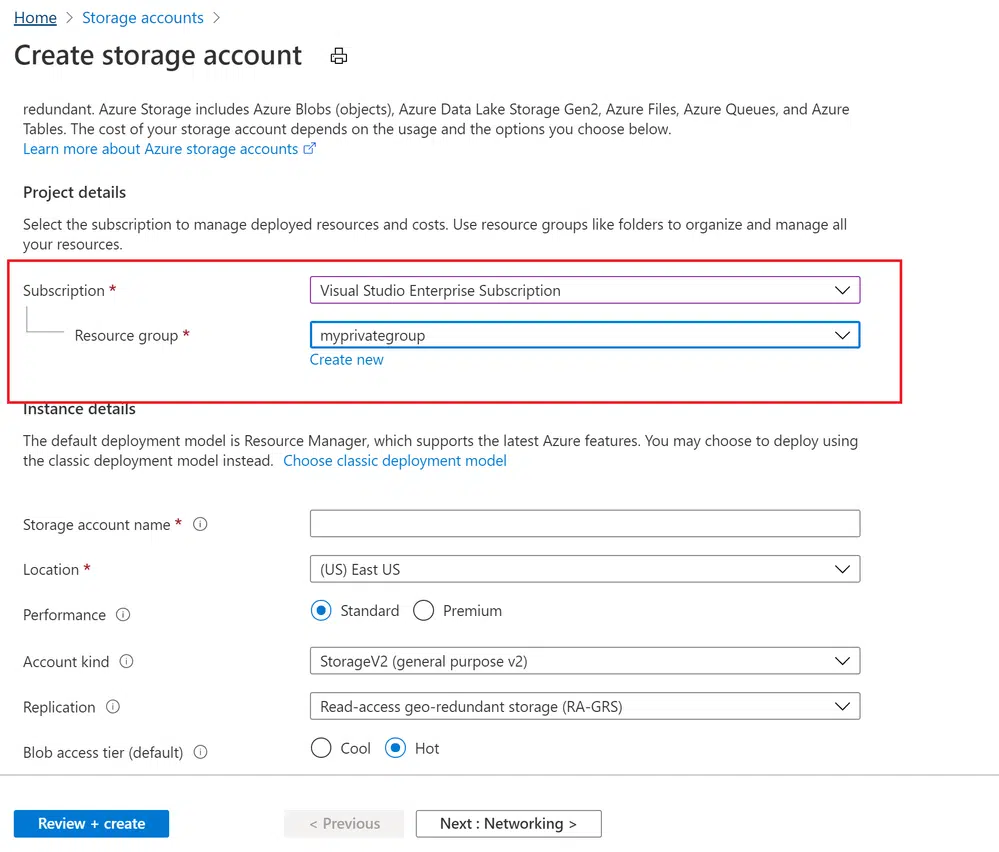 Home > Storage accounts >
Create storage account
redundant. Azure Storage includes Azure Blobs (objects), Azure Data Lake Storage Gen2, Azure Files, Azure Queues, and Azure
Tables. The cost of your storage account depends on the usage and the options you choose below.
Learn more about Azure storage accounts
Project details
Select the subscription to manage deployed resources and costs. Use resource groups like folders to organize and manage all
your resources.
Subscription * Visual Studio Enterprise Subscription
Resource group * myprivategroup
Create new
Instance details
The default deployment model is Resource Manager, which supports the latest Azure features. You may choose to deploy using
the classic deployment model instead. Choose classic deployment model
Storage account name *
Location * (US) East US
Performance Standard Premium
Account kind StorageV2 (general purpose v2)
Replication Read-access geo-redundant storage (RA-GRS)
Blob access tier (default) Cool Hot
Review + create < Previous Next : Networking >